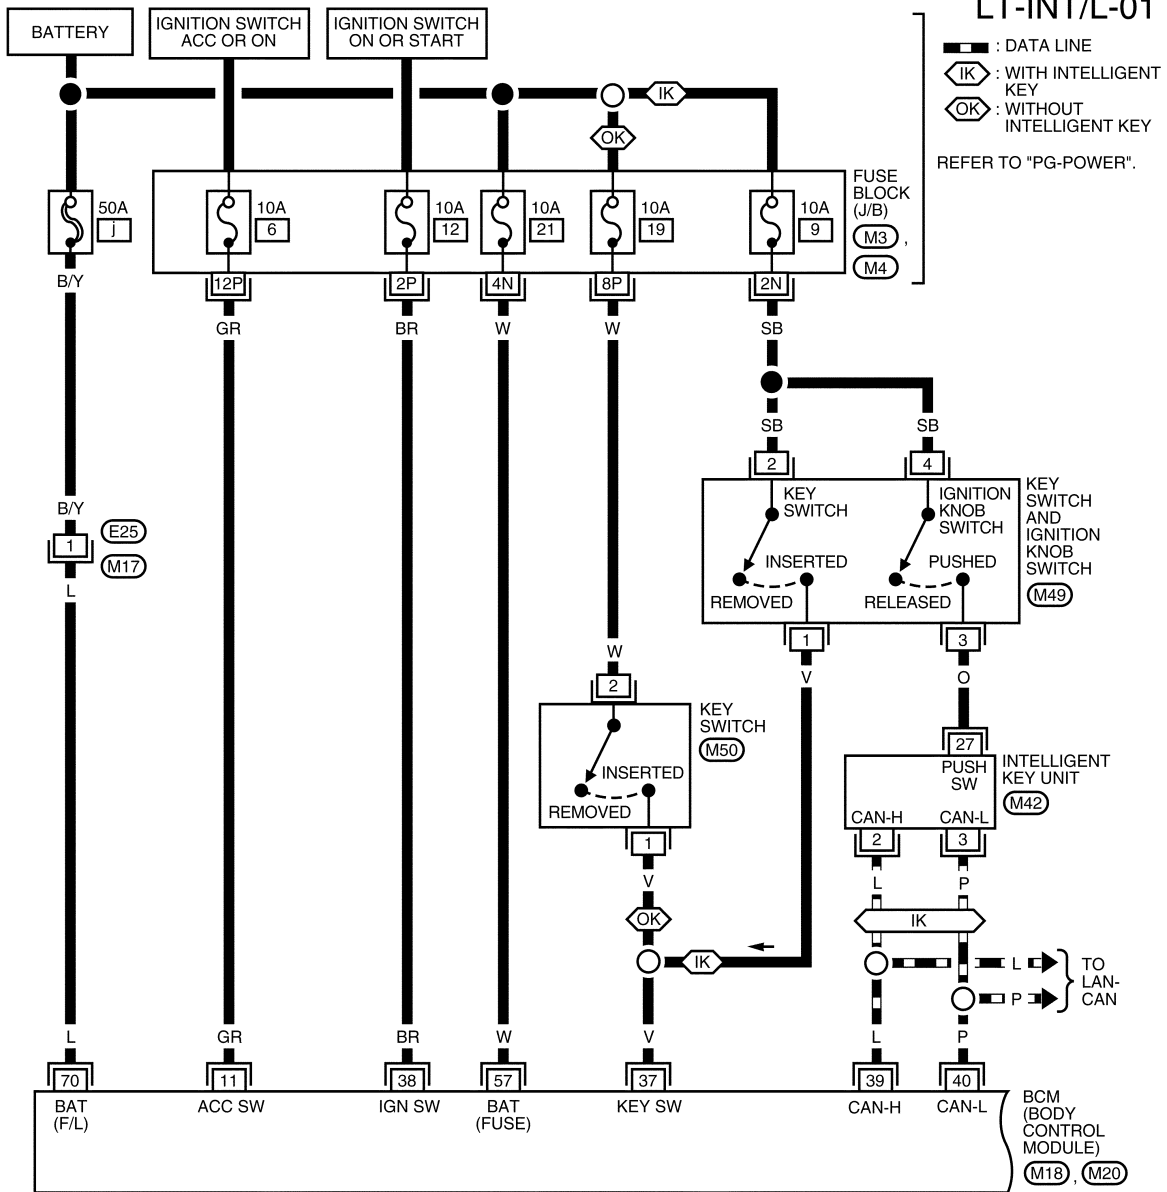 LT-INT/L-01
BATTERY
IGNITION SWITCH
ACC OR ON
IGNITION SWITCH
ON OR START
: DATA LINE
IK : WITH INTELLIGENT
KEY
OK : WITHOUT
INTELLIGENT KEY
REFER TO "PG-POWER".
IK
OK
50A
j
10A
6
10A
12
10A
21
10A
19
10A
9
FUSE
BLOCK
(J/B)
M3 ,
M4
12P
2P
4N
8P
2N
B/Y
GR
BR
W
W
SB
SB
SB
2
4
KEY
SWITCH
INSERTED
REMOVED
IGNITION
KNOB
SWITCH
PUSHED
RELEASED
KEY
SWITCH
AND
IGNITION
KNOB
SWITCH
M49
B/Y
1
E25
M17
L
1
3
V
O
W
2
KEY
SWITCH
M50
INSERTED
REMOVED
1
V
OK
IK
27
PUSH
SW
CAN-H
CAN-L
INTELLIGENT
KEY UNIT
M42
2
3
L
P
IK
L
P
TO
LAN-
CAN
L
GR
BR
W
V
L
P
70
11
38
57
37
39
40
BAT
(F/L)
ACC SW
IGN SW
BAT
(FUSE)
KEY SW
CAN-H
CAN-L
BCM
(BODY
CONTROL
MODULE)
M18 , M20